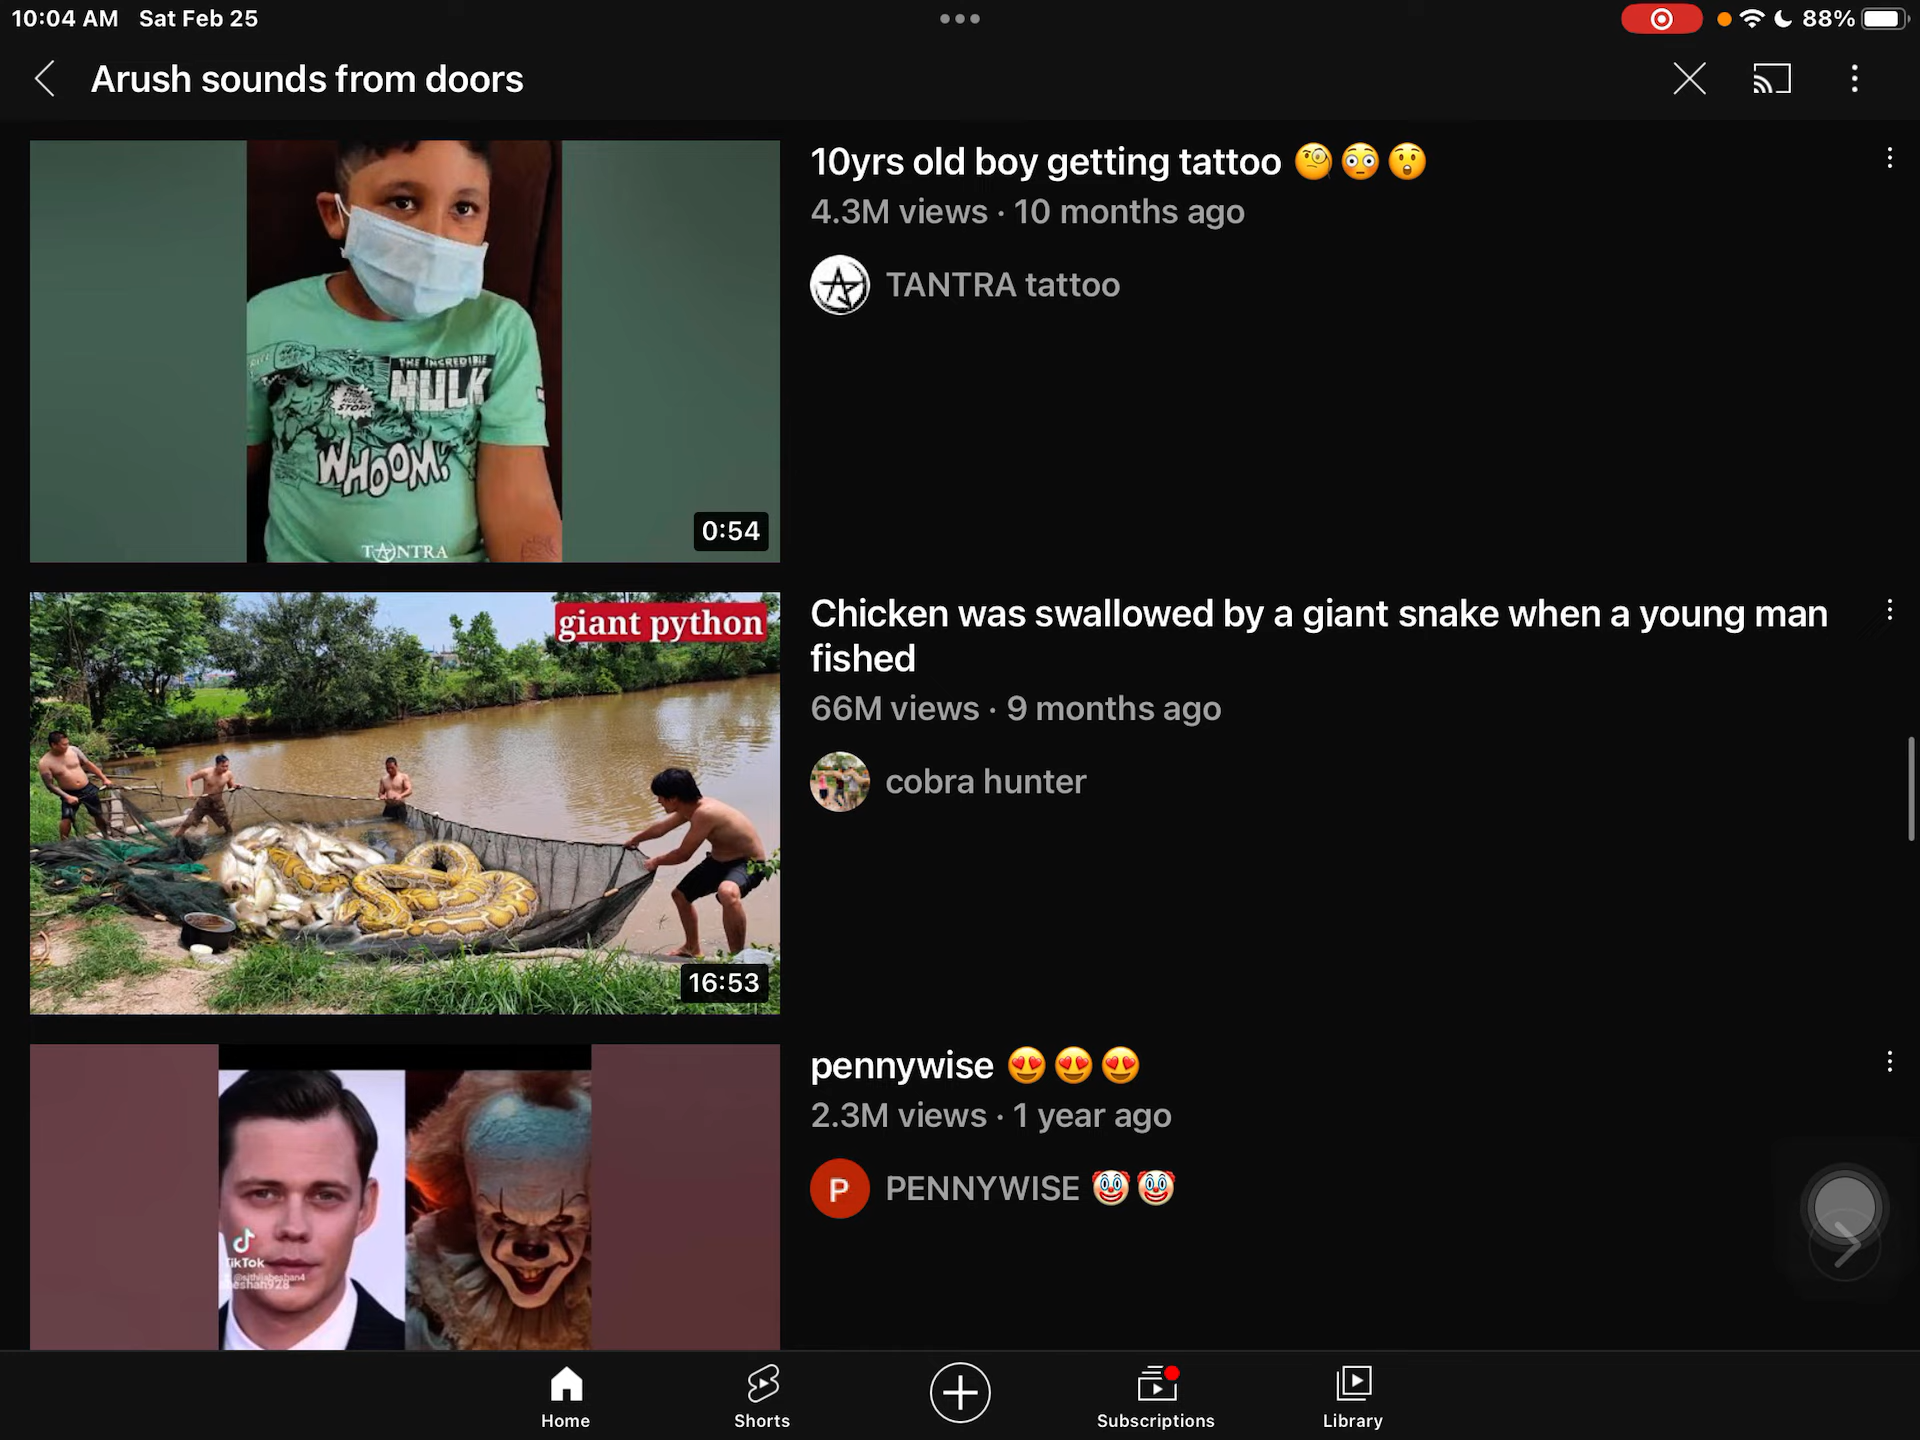 10:04 AM Sat Feb 25
88%
Arush sounds from doors
THE INCREDIBLE
HULK
STOP!
WHOOM!
TANTRA
0:54
10yrs old boy getting tattoo 🧐😳😲
4.3M views · 10 months ago
TANTRA tattoo
giant python
16:53
Chicken was swallowed by a giant snake when a young man
fished
66M views · 9 months ago
cobra hunter
TikTok
pennywise 😍😍😍
2.3M views · 1 year ago
P
PENNYWISE 🤡🤡
Home
Shorts
Subscriptions
Library